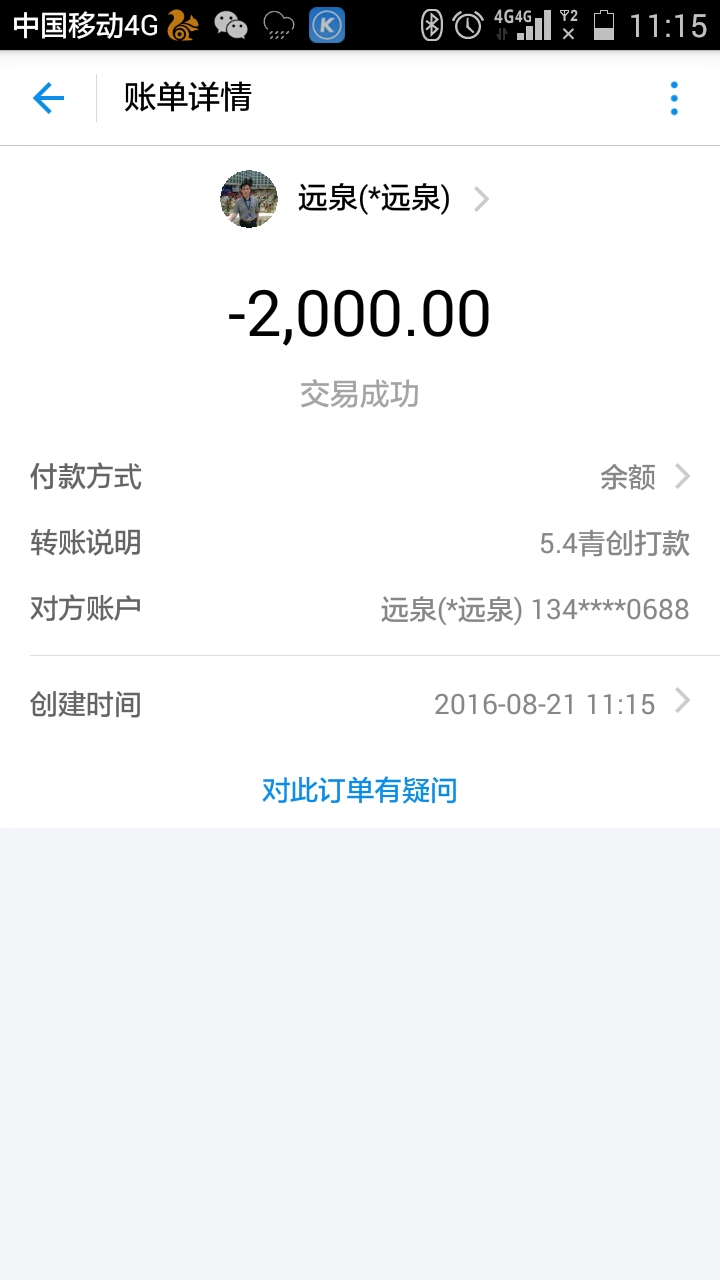 中国移动4G 4G4G 2 11:15
账单详情
远泉(*远泉)
-2,000.00
交易成功
付款方式 余额
转账说明 5.4青创打款
对方账户 远泉(*远泉) 134****0688
创建时间 2016-08-21 11:15
对此订单有疑问